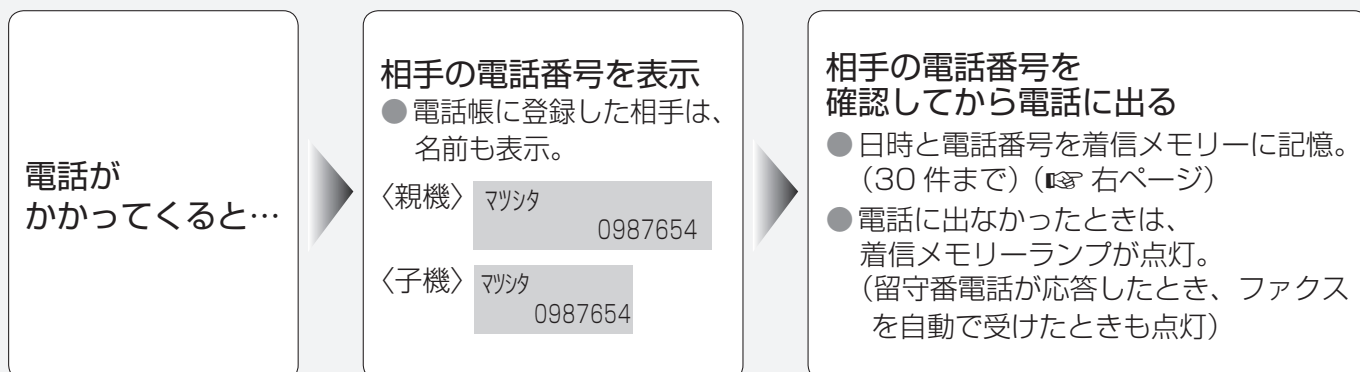 電話が
かかってくると…
相手の電話番号を表示
●電話帳に登録した相手は、
名前も表示。
〈親機〉 ﾏﾂｼﾀ
0987654
〈子機〉 ﾏﾂｼﾀ
0987654
相手の電話番号を
確認してから電話に出る
●日時と電話番号を着信メモリーに記憶。
（30 件まで）（☞ 右ページ）
●電話に出なかったときは、
着信メモリーランプが点灯。
（留守番電話が応答したとき、ファクス
を自動で受けたときも点灯）